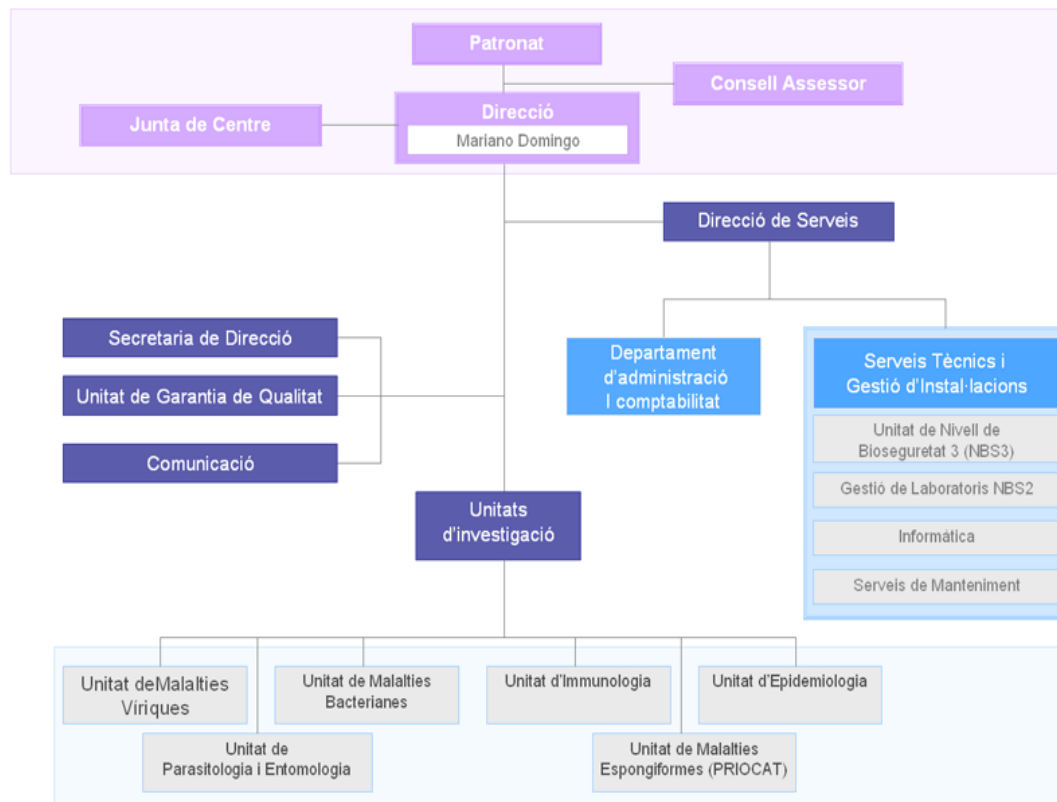 Patronat
Consell Assessor
Direcció
Junta de Centre
Mariano Domingo
Direcció de Serveis
Secretaria de Direcció
Unitat de Garantia de Qualitat
Comunicació
Departament
d'administració
I comptabilitat
Serveis Tècnics i
Gestió d'Instal·lacions
Unitat de Nivell de
Bioseguretat 3 (NBS3)
Gestió de Laboratoris NBS2
Informàtica
Serveis de Manteniment
Unitats
d'investigació
Unitat deMalalties
Víriques
Unitat de Malalties
Bacterianes
Unitat d'Immunologia
Unitat d'Epidemiologia
Unitat de
Parasitologia i Entomologia
Unitat de Malalties
Espongiformes (PRIOCAT)